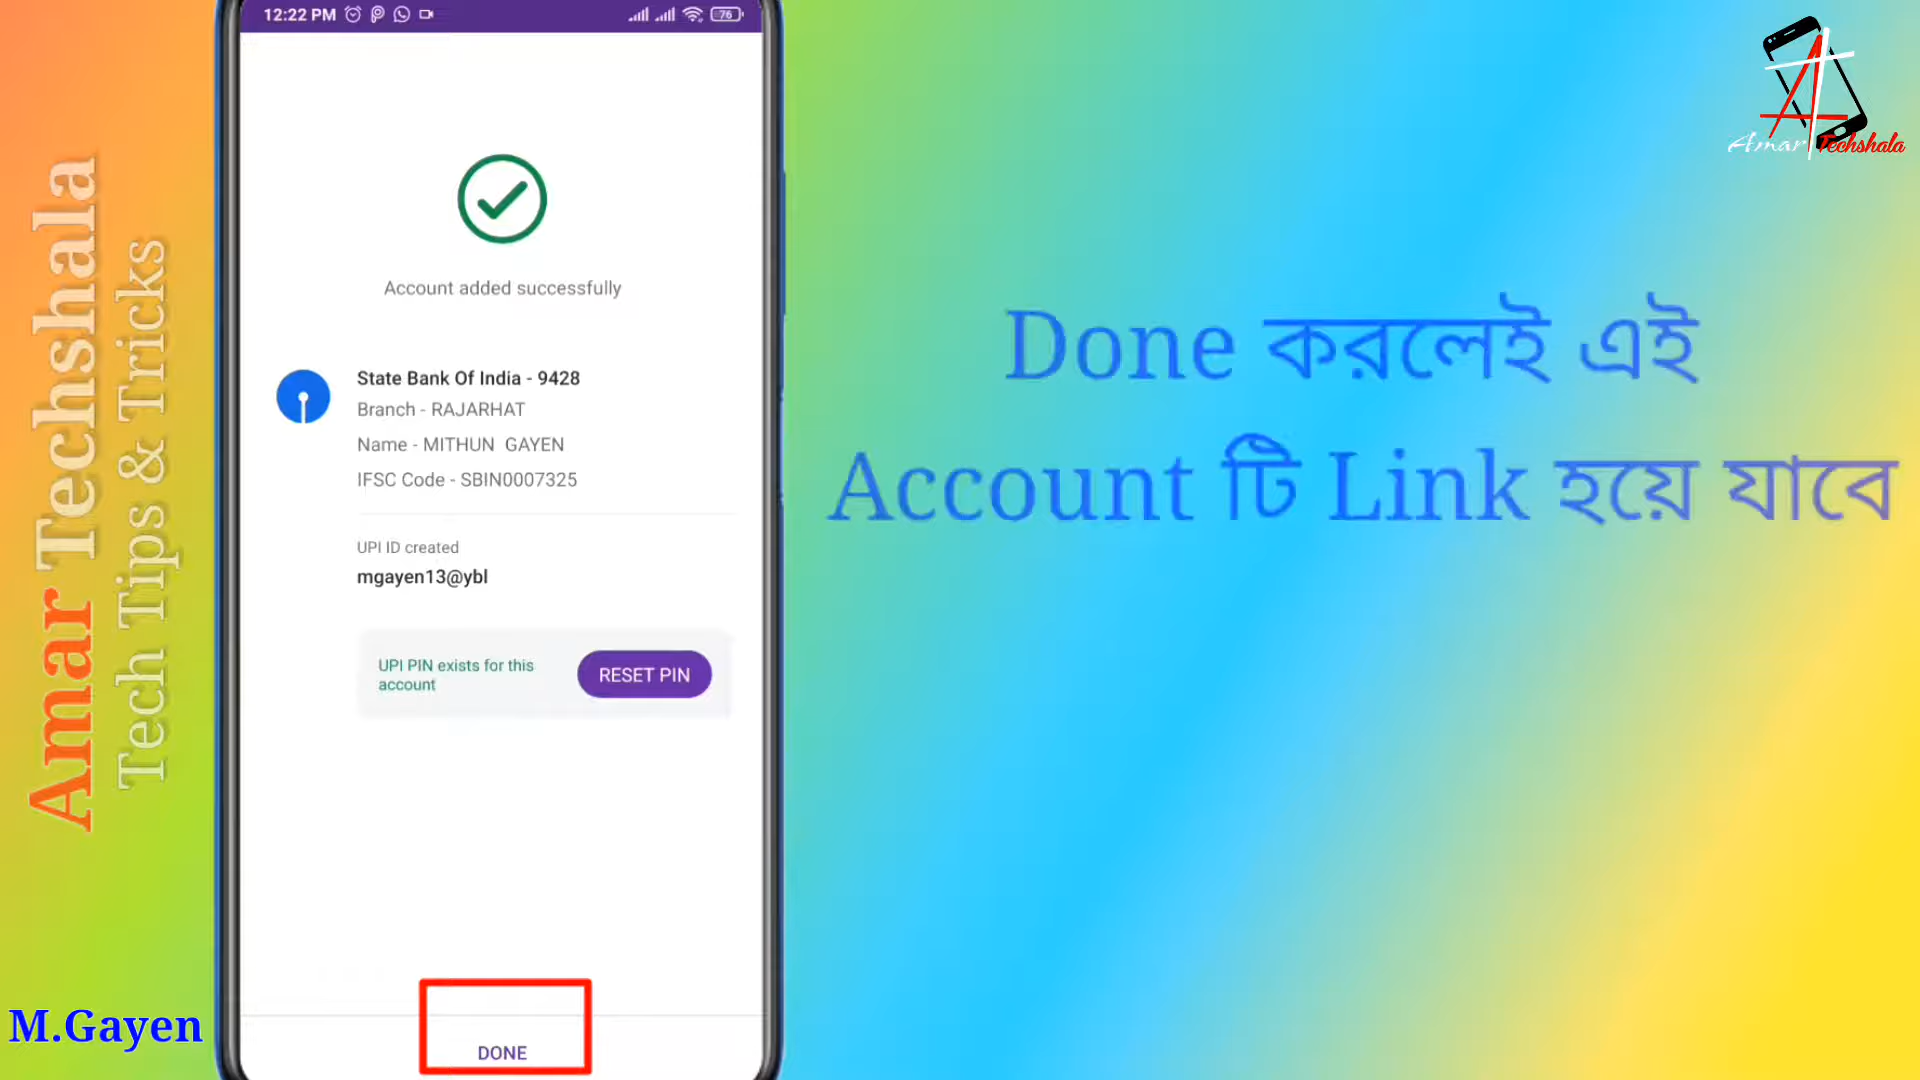 12:22 PM
76
Account added successfully
State Bank Of India - 9428
Branch - RAJARHAT
Name - MITHUN GAYEN
IFSC Code - SBIN0007325
UPI ID created
mgayen13@ybl
UPI PIN exists for this
account
RESET PIN
DONE
Amar Techshala
Tech Tips & Tricks
M.Gayen
Done করলেই এই
Account টি Link হয়ে যাবে
Amar Techshala